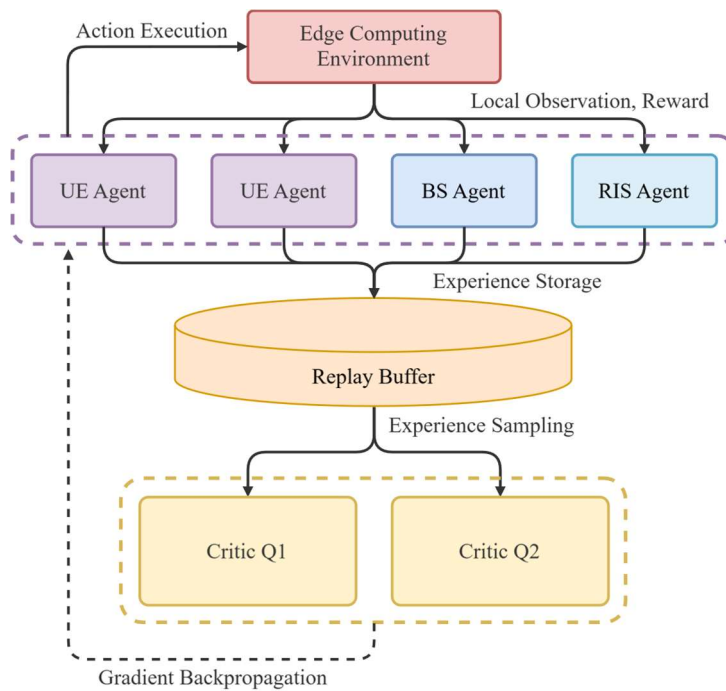 Action Execution
Edge Computing
Environment
Local Observation, Reward
UE Agent
UE Agent
BS Agent
RIS Agent
Experience Storage
Replay Buffer
Experience Sampling
Critic Q1
Critic Q2
Gradient Backpropagation